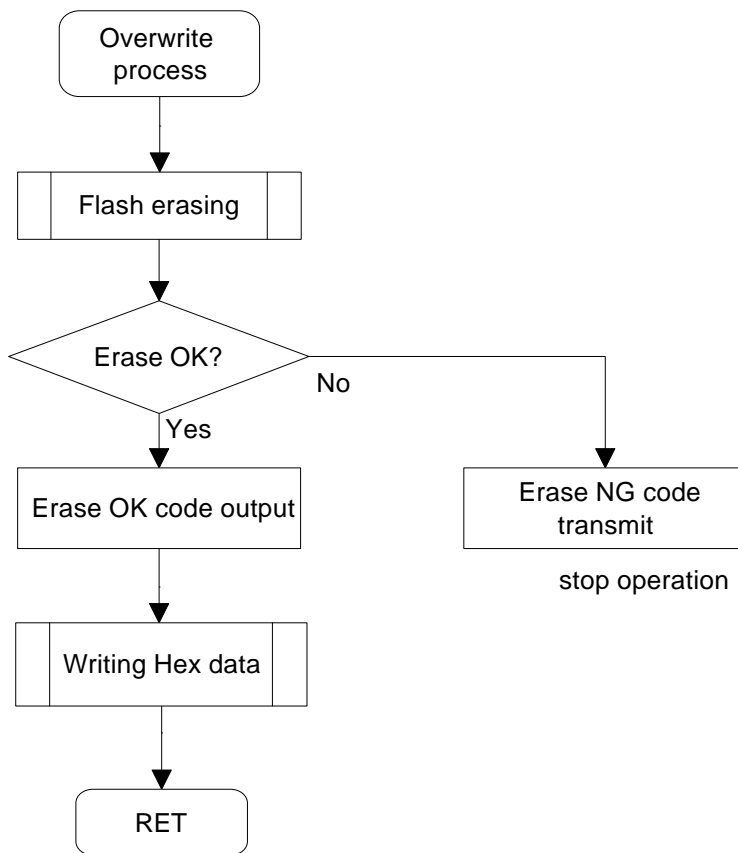 Overwrite
process
Flash erasing
Erase OK?
No
Yes
Erase OK code output
Erase NG code
transmit
stop operation
Writing Hex data
RET